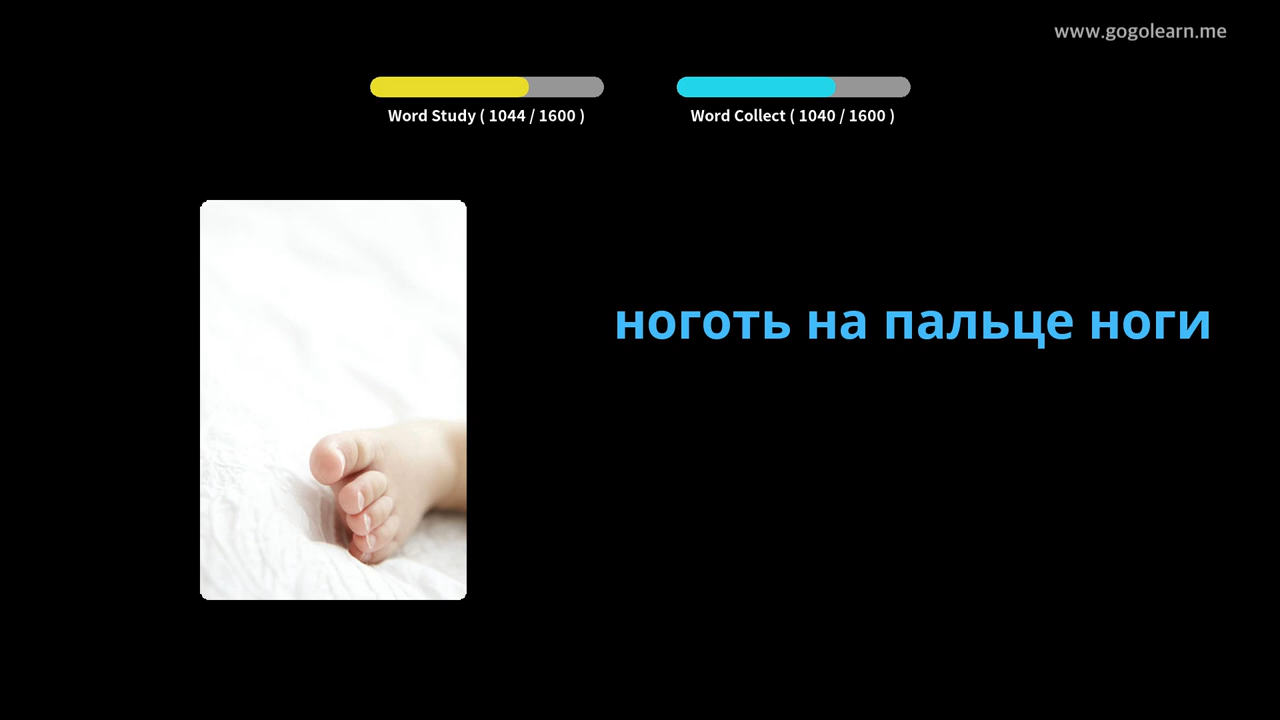 www.gogolearn.me
Word Study ( 1044 / 1600 )
Word Collect ( 1040 / 1600 )
ноготь на пальце ноги